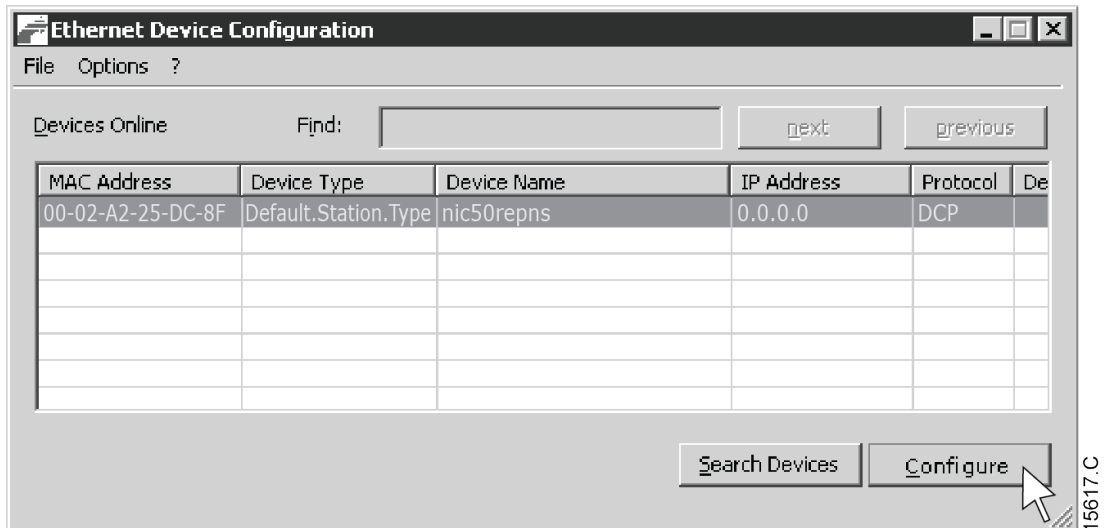 Ethernet Device Configuration
File Options ?
Devices Online Find: next previous
MAC Address Device Type Device Name IP Address Protocol De
00-02-A2-25-DC-8F Default.Station.Type nic50repns 0.0.0.0 DCP
Search Devices Configure
15617.C